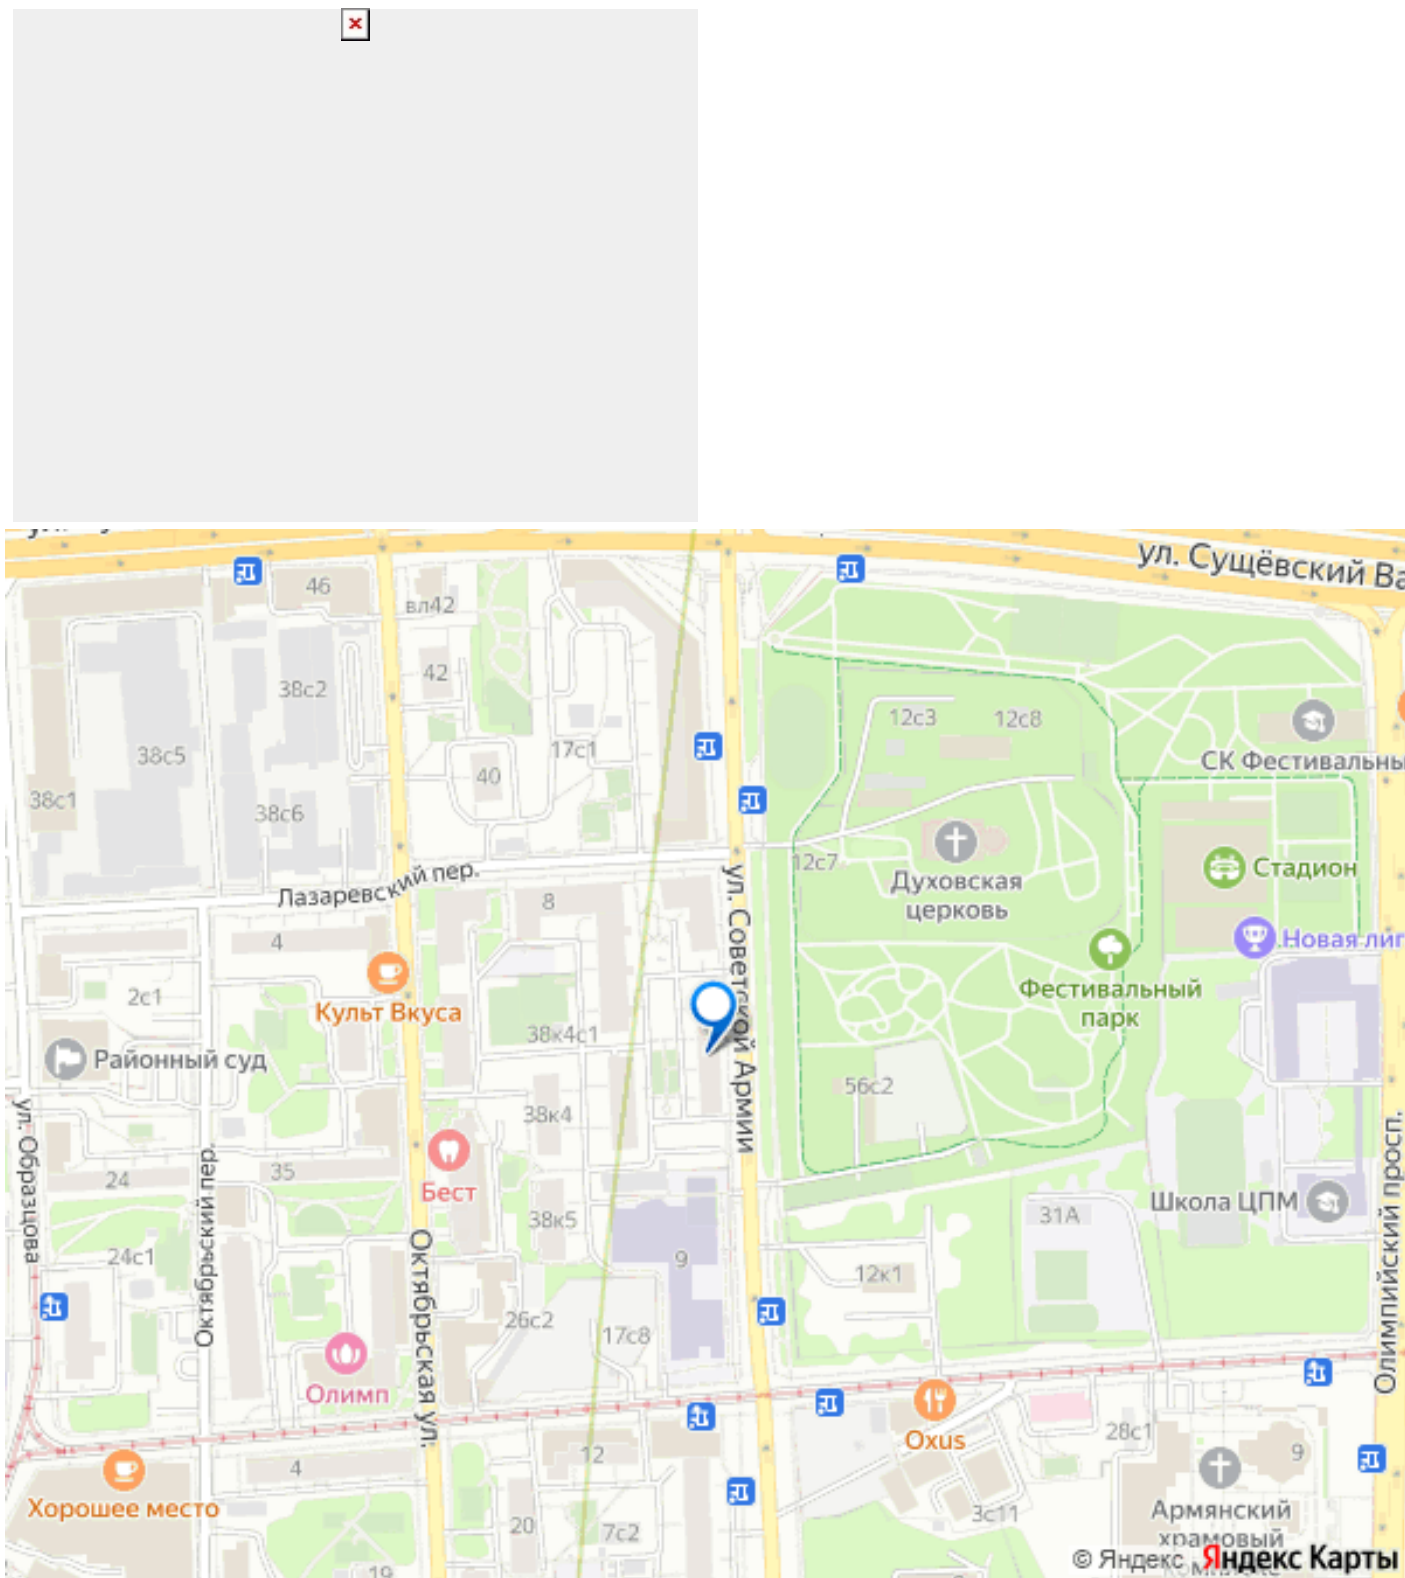 ул. Сущёвский Ва
46
вл42
42
38с2
12с3
12с8
17с1
38с5
СК Фестивальны
40
38с1
38с6
12с7
Стадион
Лазаревский пер.
Духовская
церковь
8
ул. Советской Армии
4
Новая лиг
Культ Вкуса
2с1
Фестивальный
парк
38к4с1
Районный суд
56с2
38к4
ул. Образцова
Октябрьский пер.
35
24
Бест
Школа ЦПМ
38к5
31А
24с1
Октябрьская ул.
9
12к1
Олимпийский просп.
26с2
17с8
Олимп
Oxus
28с1
12
9
4
Хорошее место
3с11
Армянский
храмовый
20
7с2
19
© Яндекс Яндекс Карты